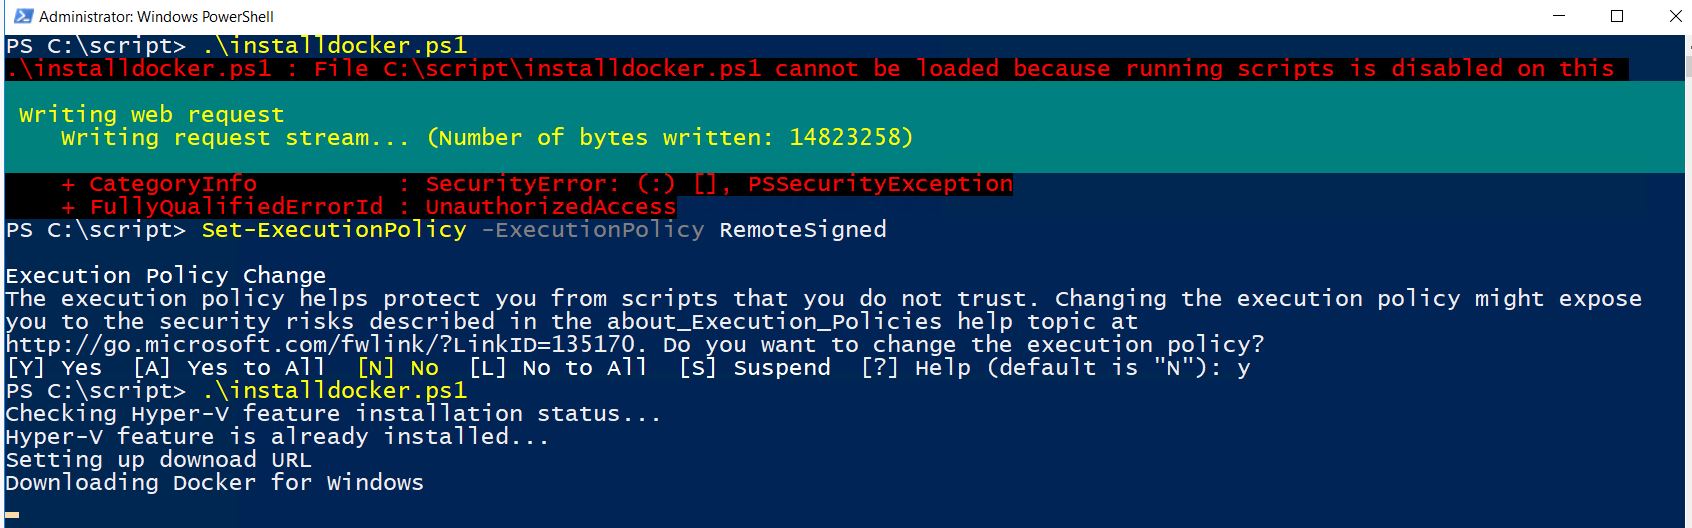 Administrator: Windows PowerShell
PS C:\script> .\installdocker.ps1
.\installdocker.ps1 : File C:\script\installdocker.ps1 cannot be loaded because running scripts is disabled on this
Writing web request
Writing request stream... (Number of bytes written: 14823258)
+ CategoryInfo          : SecurityError: (:) [], PSSecurityException
+ FullyQualifiedErrorId : UnauthorizedAccess
PS C:\script> Set-ExecutionPolicy -ExecutionPolicy RemoteSigned
Execution Policy Change
The execution policy helps protect you from scripts that you do not trust. Changing the execution policy might expose
you to the security risks described in the about_Execution_Policies help topic at
http://go.microsoft.com/fwlink/?LinkID=135170. Do you want to change the execution policy?
[Y] Yes  [A] Yes to All  [N] No  [L] No to All  [S] Suspend  [?] Help (default is "N"): y
PS C:\script> .\installdocker.ps1
Checking Hyper-V feature installation status...
Hyper-V feature is already installed...
Setting up downoad URL
Downloading Docker for Windows